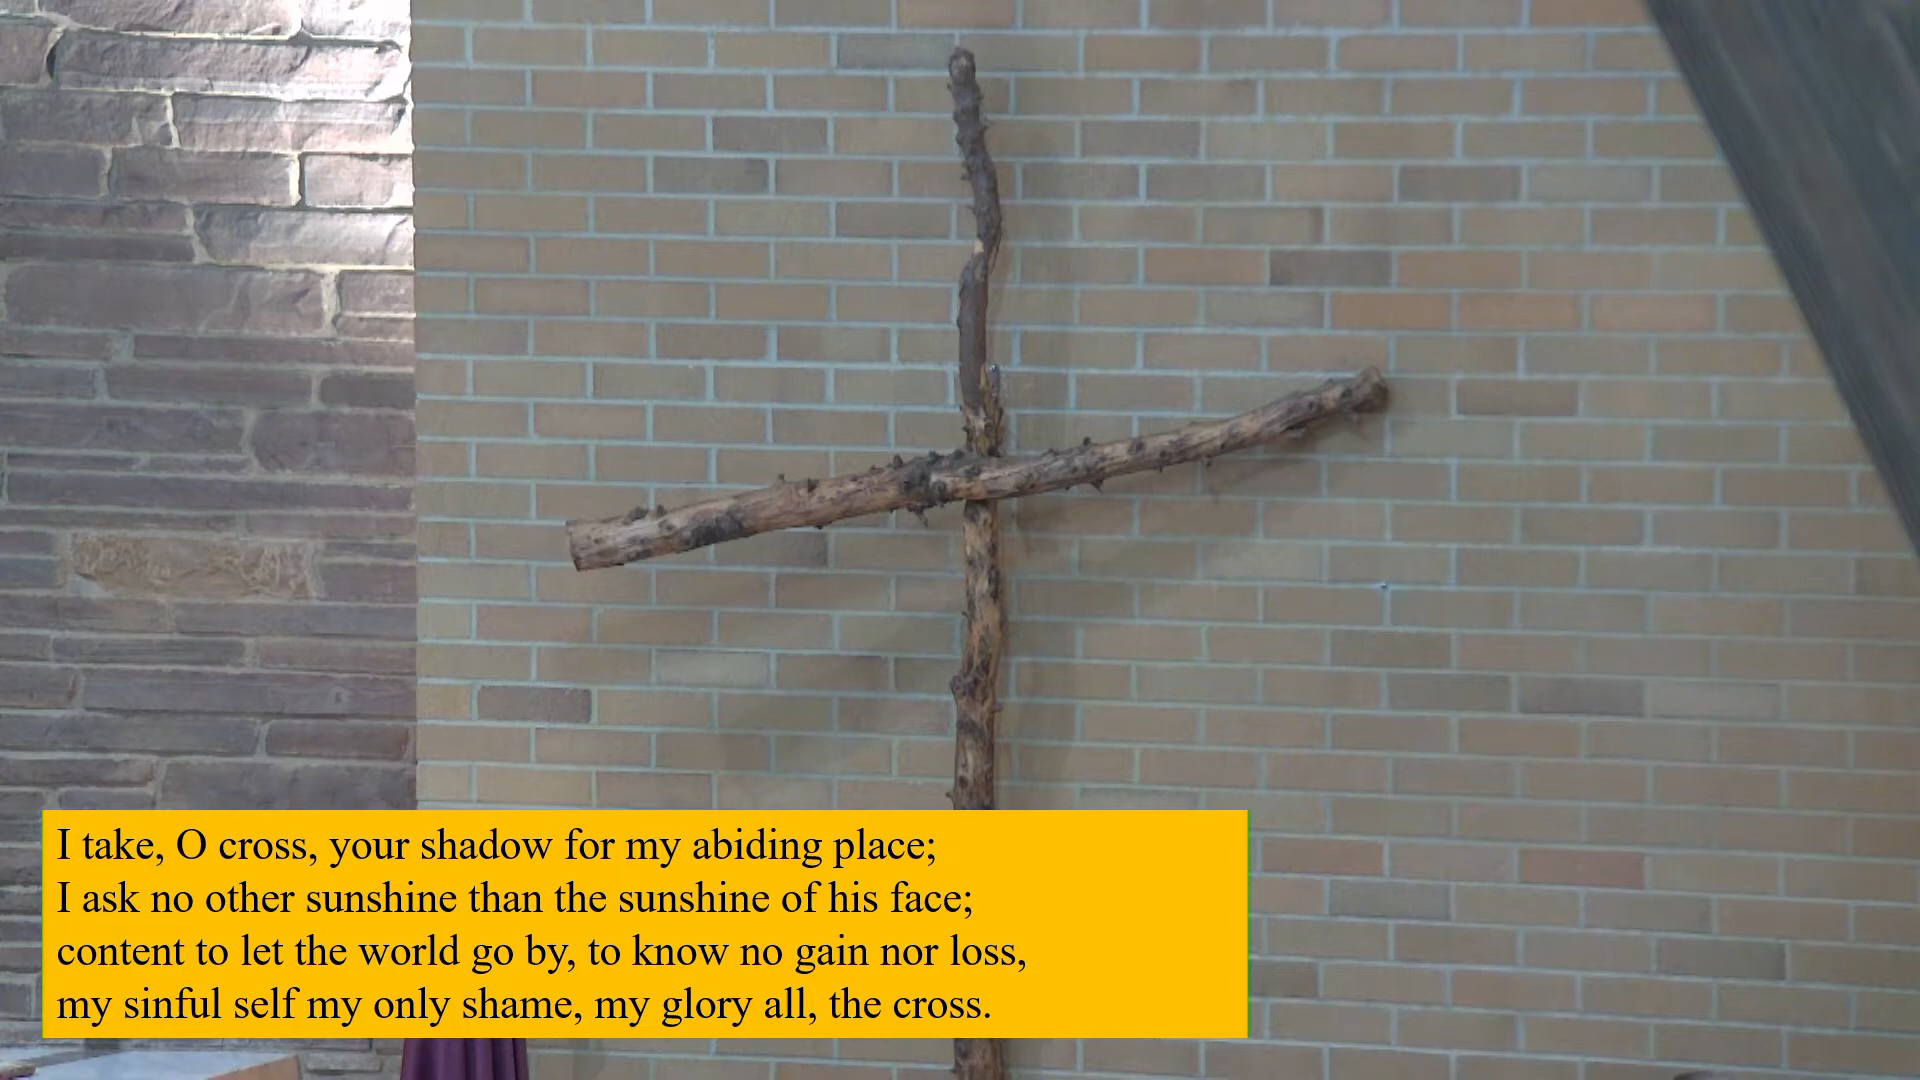 I take, O cross, your shadow for my abiding place;
I ask no other sunshine than the sunshine of his face;
content to let the world go by, to know no gain nor loss,
my sinful self my only shame, my glory all, the cross.